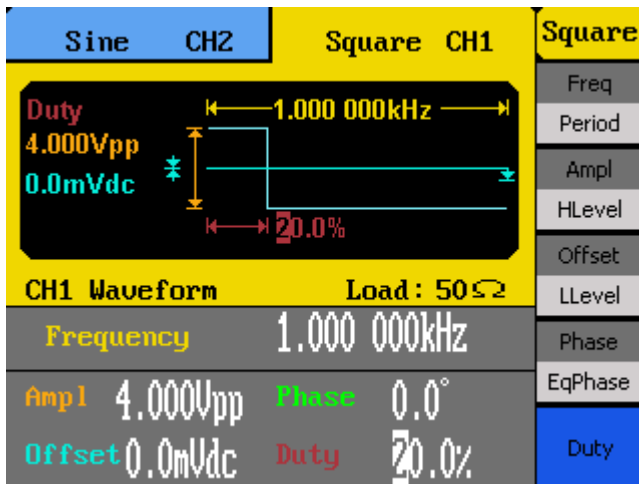 Sine CH2
Square CH1
Square
Duty
1.000 000kHz
4.000Vpp
0.0mVdc
20.0%
CH1 Waveform
Load: 50Ω
Frequency
1.000 000kHz
Ampl 4.000Vpp
Phase 0.0°
Offset 0.0mVdc
Duty 20.0%
Freq
Period
Ampl
HLevel
Offset
LLevel
Phase
EqPhase
Duty